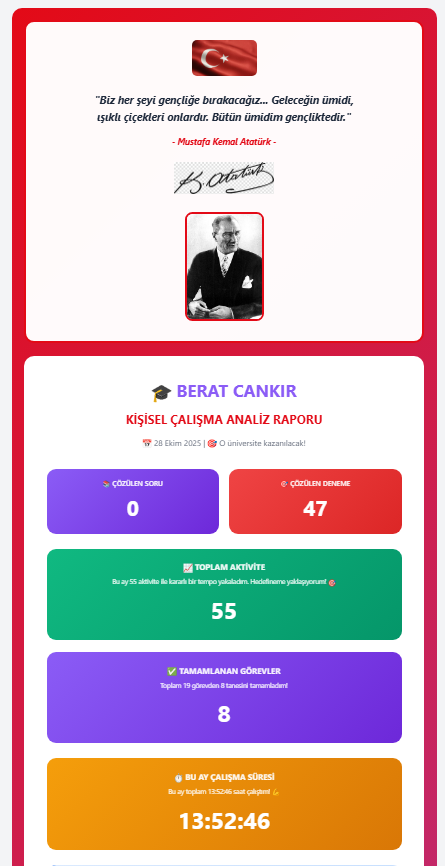 "Biz her şeyi gençliğe bırakacağız... Geleceğin ümidi,
ışıklı çiçekleri onlardır. Bütün ümidim gençliktedir."
- Mustafa Kemal Atatürk -
K. Atatürk
🎓 BERAT CANKIR
KİŞİSEL ÇALIŞMA ANALİZ RAPORU
📅 28 Ekim 2025 | 🎯 O üniversite kazanılacak!
📚 ÇÖZÜLEN SORU
0
🎯 ÇÖZÜLEN DENEME
47
📈 TOPLAM AKTİVİTE
Bu ay 55 aktivite ile kararlı bir tempo yakaladım. Hedeflerime yaklaşıyorum! 🎯
55
✅ TAMAMLANAN GÖREVLER
Toplam 19 görevden 8 tanesini tamamladım!
8
⏱️ BU AY ÇALIŞMA SÜRESİ
Bu ay toplam 13:52:46 saat çalıştım! 💪
13:52:46